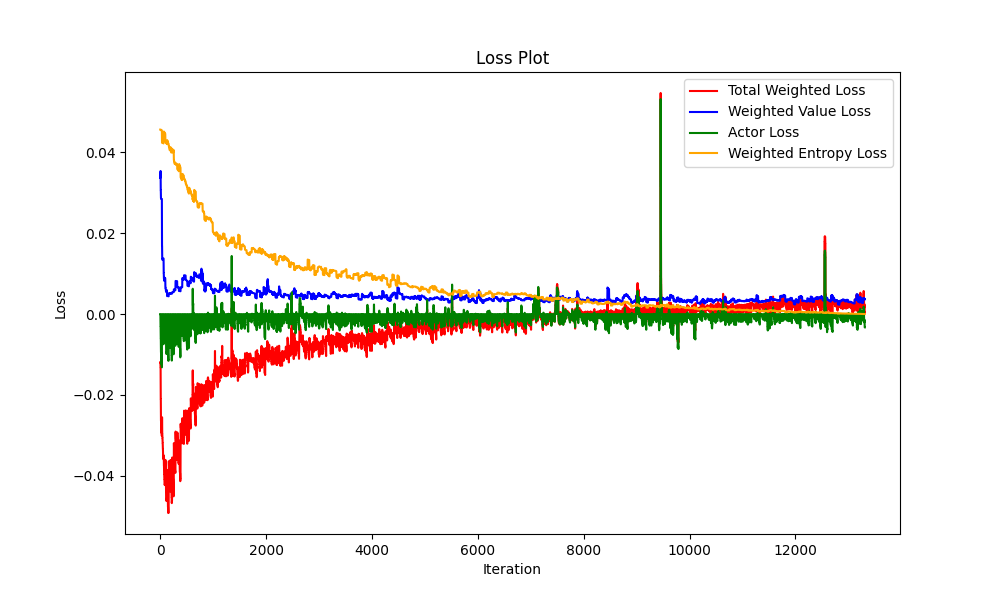 Loss Plot
Total Weighted Loss
Weighted Value Loss
Actor Loss
Weighted Entropy Loss
0.04
0.02
0.00
−0.02
−0.04
Loss
0 2000 4000 6000 8000 10000 12000
Iteration